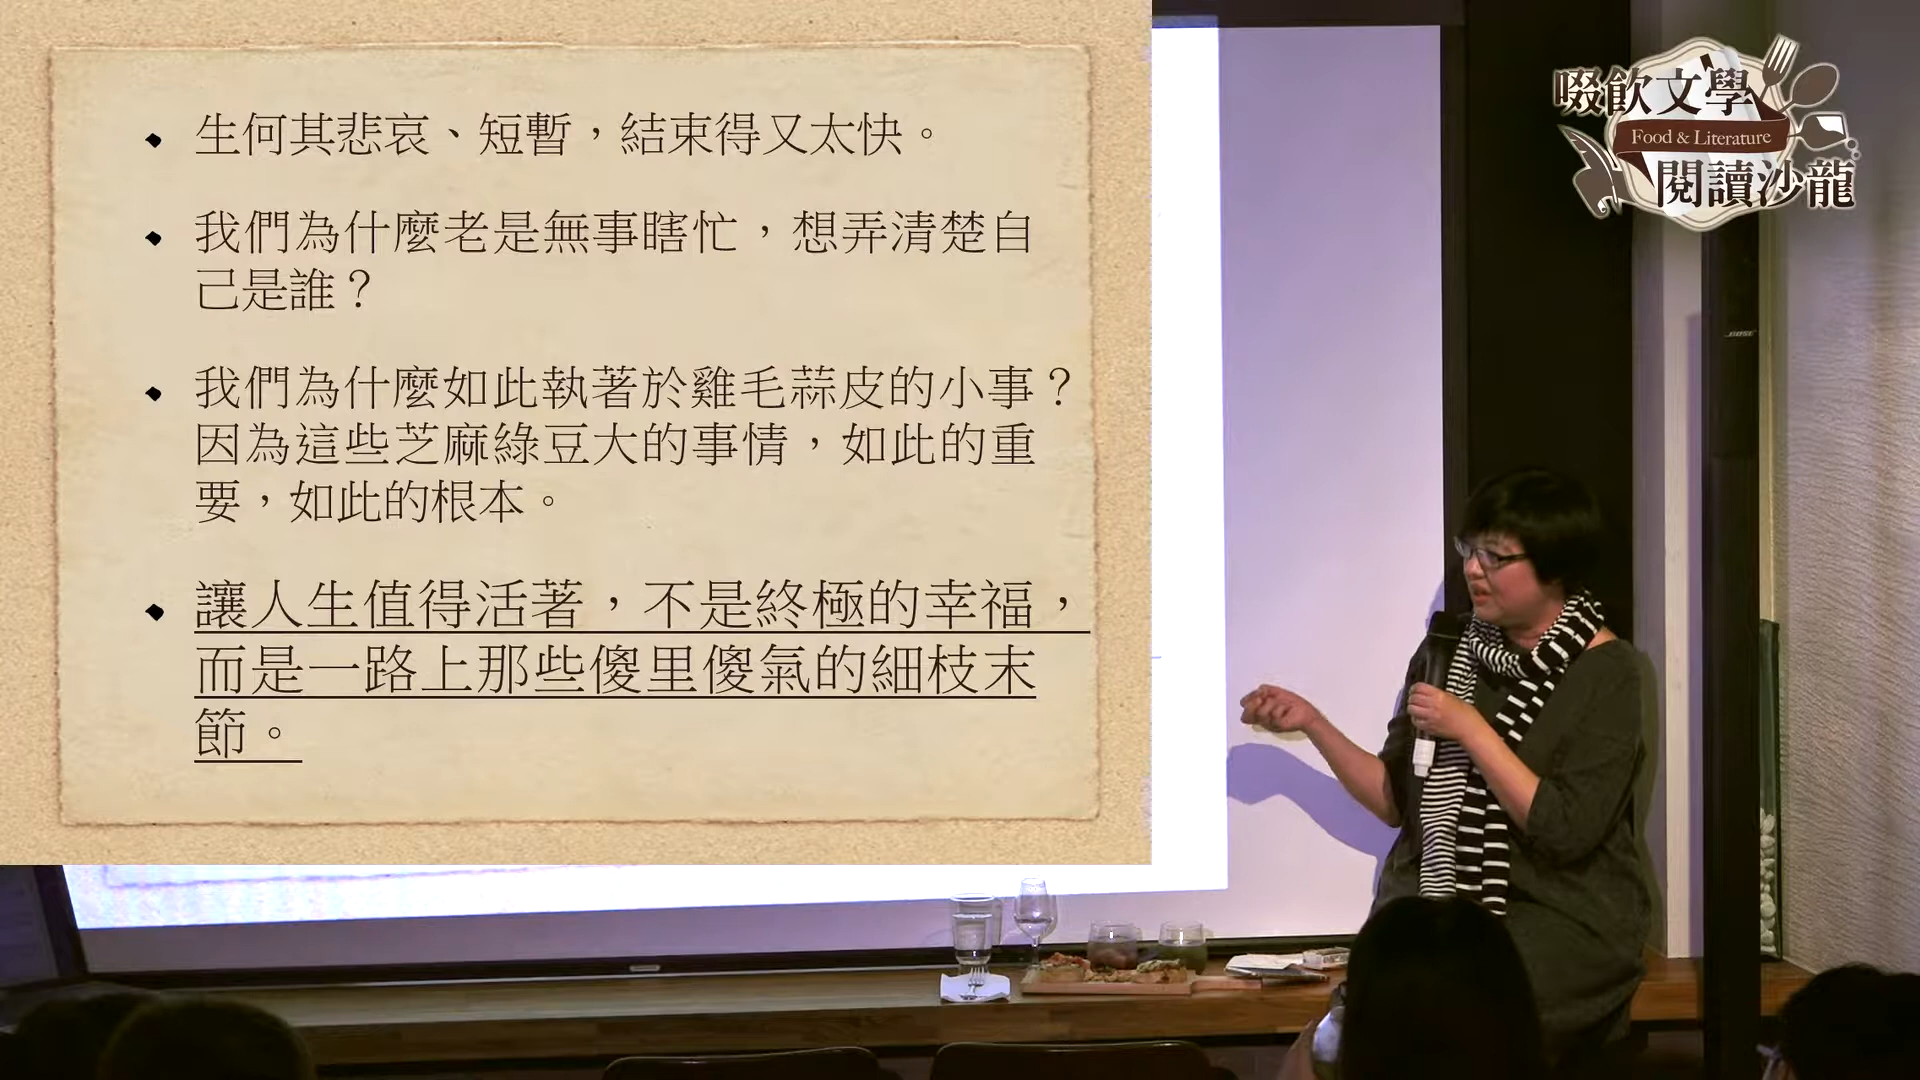 生何其悲哀、短暫，結束得又太快。
我們為什麼老是無事瞎忙，想弄清楚自
己是誰？
我們為什麼如此執著於雞毛蒜皮的小事？
因為這些芝麻綠豆大的事情，如此的重
要，如此的根本。
讓人生值得活著，不是終極的幸福，
而是一路上那些傻里傻氣的細枝末
節。
啜飲文學
Food & Literature
閱讀沙龍
BOSE